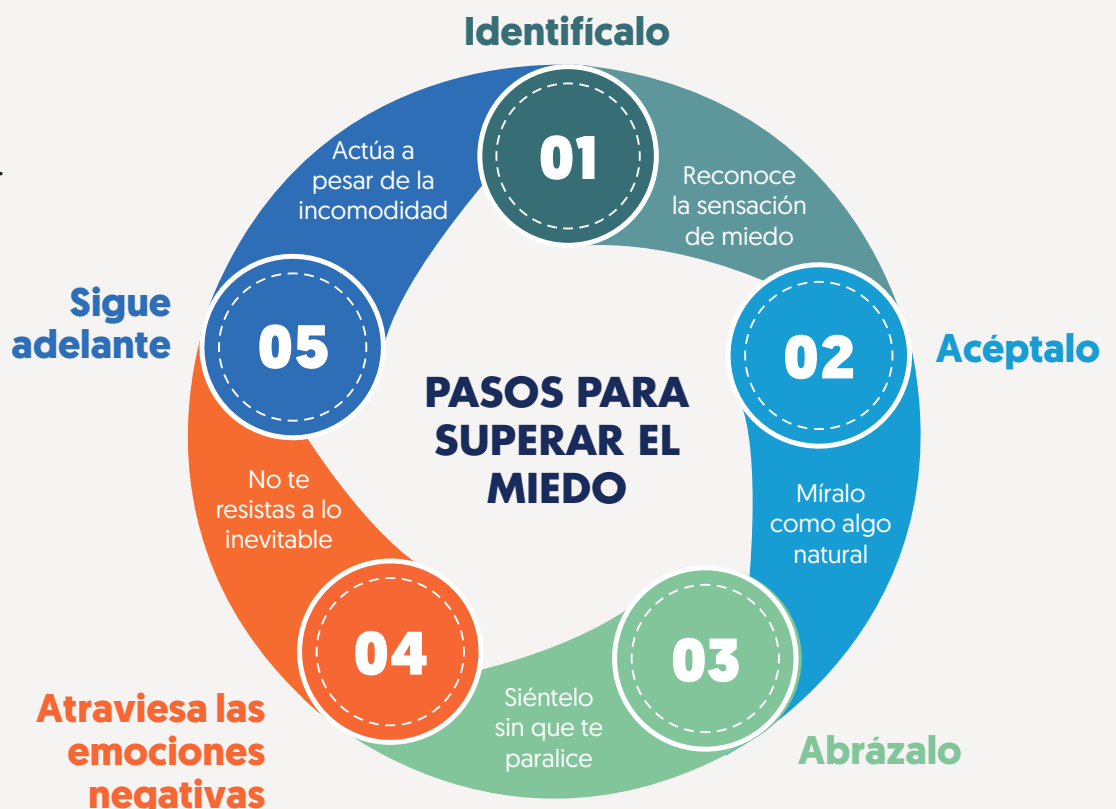 Identifícalo
01
Reconoce
la sensación
de miedo
02
Acéptalo
Míralo
como algo
natural
03
Abrázalo
Siéntelo
sin que te
paralice
04
Atraviesa las
emociones
negativas
No te
resistas a lo
inevitable
05
Sigue
adelante
Actúa a
pesar de la
incomodidad
PASOS PARA
SUPERAR EL
MIEDO